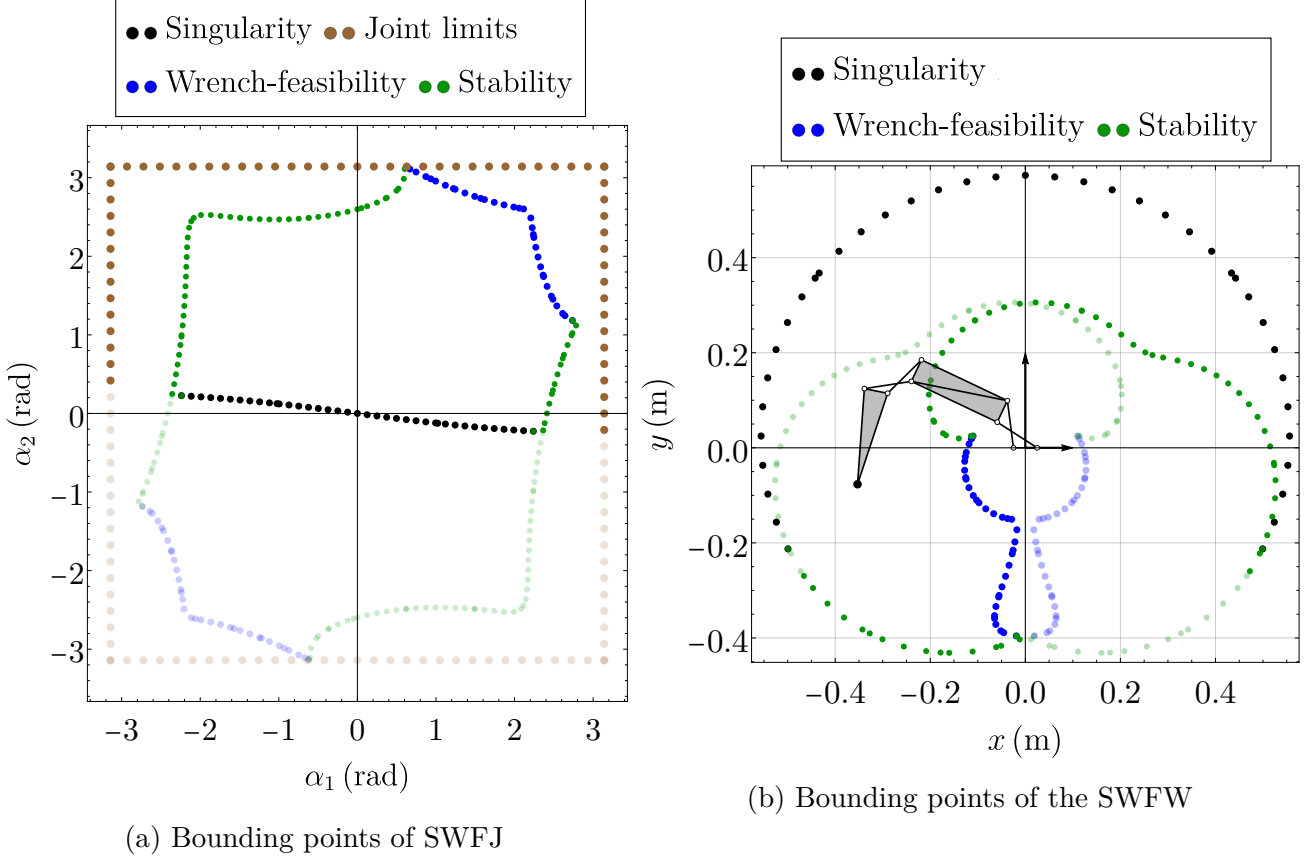 Singularity Joint limits
Wrench-feasibility Stability
3
2
1
0
−1
−2
−3
α2 (rad)
−3 −2 −1 0 1 2 3
α1 (rad)
(a) Bounding points of SWFJ
Singularity
Wrench-feasibility Stability
0.4
0.2
0.0
−0.2
−0.4
y (m)
−0.4 −0.2 0.0 0.2 0.4
x (m)
(b) Bounding points of the SWFW